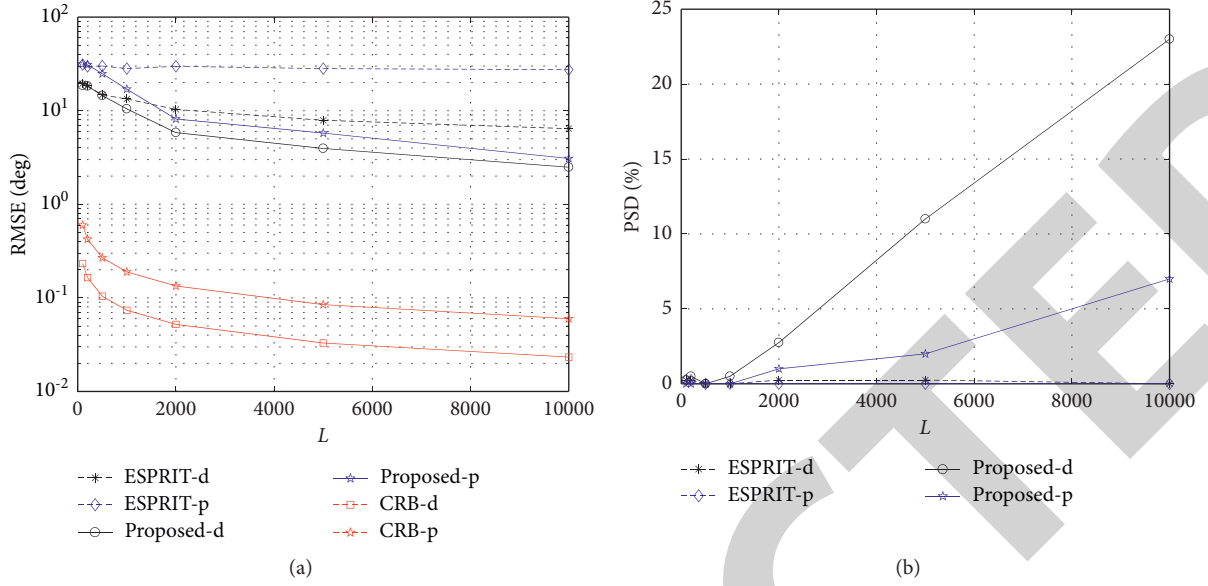 10^2
10^1
10^0
10^-1
10^-2
RMSE (deg)
0
2000
4000
6000
8000
10000
L
ESPRIT-d
ESPRIT-p
Proposed-d
Proposed-p
CRB-d
CRB-p
(a)
25
20
15
10
5
0
PSD (%)
0
2000
4000
6000
8000
10000
L
ESPRIT-d
ESPRIT-p
Proposed-d
Proposed-p
(b)
CTED